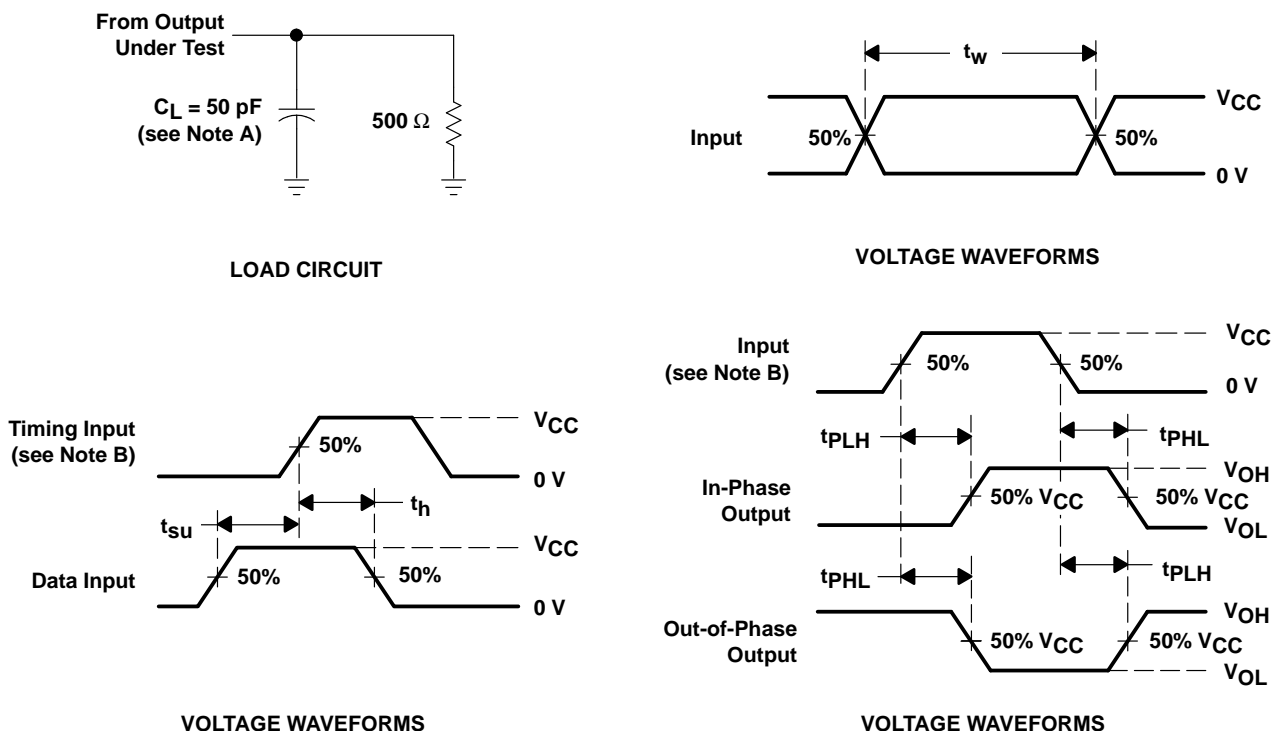 From Output
Under Test
CL = 50 pF
(see Note A)
500 Ω
LOAD CIRCUIT
tw
Input
50%
50%
VCC
0 V
VOLTAGE WAVEFORMS
Timing Input
(see Note B)
50%
VCC
0 V
th
tsu
Data Input
50%
50%
VCC
0 V
VOLTAGE WAVEFORMS
Input
(see Note B)
50%
50%
VCC
0 V
tPLH
tPHL
In-Phase
Output
50% VCC
50% VCC
VOH
VOL
tPHL
tPLH
Out-of-Phase
Output
50% VCC
50% VCC
VOH
VOL
VOLTAGE WAVEFORMS